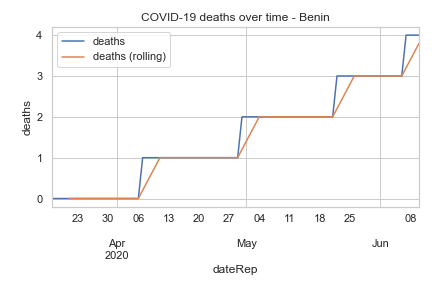 COVID-19 deaths over time - Benin
deaths
deaths (rolling)
4
3
2
1
0
deaths
23 30 06 13 20 27 04 11 18 25 08
Apr May Jun
2020
dateRep